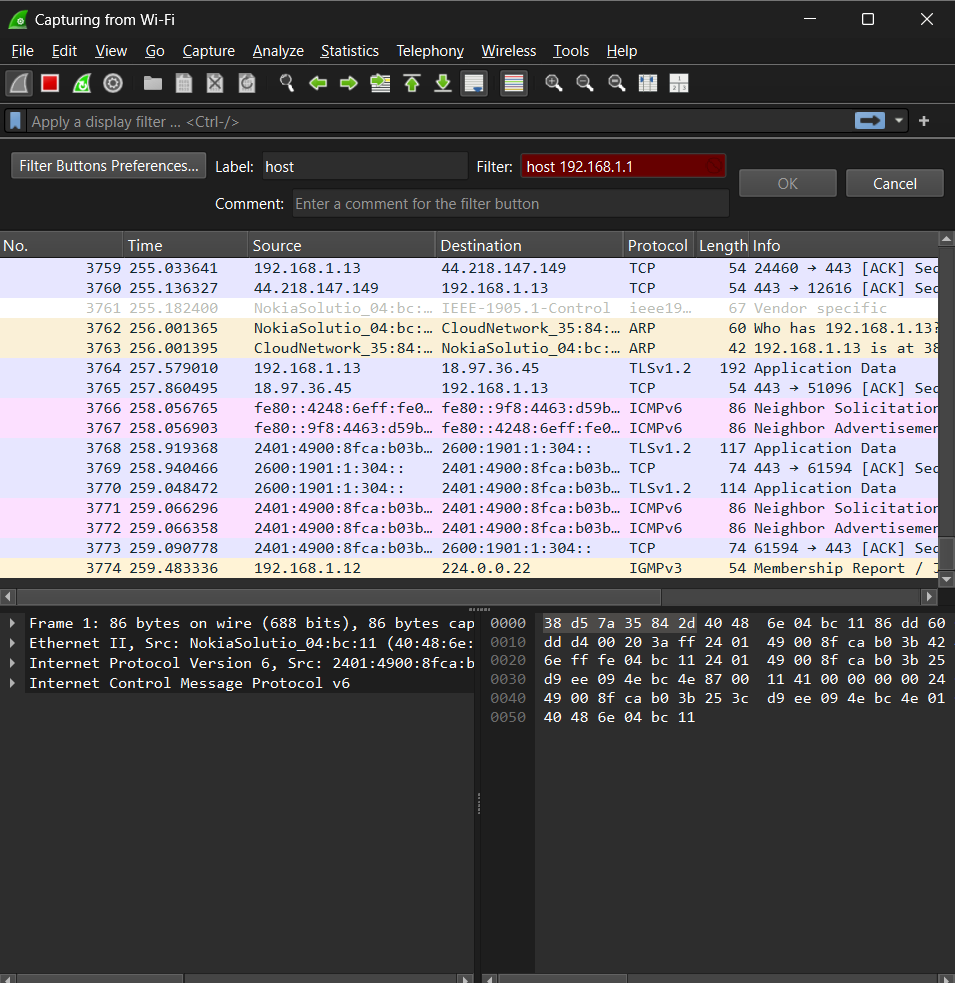 Capturing from Wi-Fi
File Edit View Go Capture Analyze Statistics Telephony Wireless Tools Help
Apply a display filter … <Ctrl-/>
Filter Buttons Preferences… Label: host Filter: host 192.168.1.1 OK Cancel
Comment: Enter a comment for the filter button
No. Time Source Destination Protocol Length Info
3759 255.033641 192.168.1.13 44.218.147.149 TCP 54 24460 → 443 [ACK] Sec
3760 255.136327 44.218.147.149 192.168.1.13 TCP 54 443 → 12616 [ACK] Sec
3761 255.182400 NokiaSolutio_04:bc:… IEEE-1905.1-Control ieee19… 67 Vendor specific
3762 256.001365 NokiaSolutio_04:bc:… CloudNetwork_35:84:… ARP 60 Who has 192.168.1.13?
3763 256.001395 CloudNetwork_35:84:… NokiaSolutio_04:bc:… ARP 42 192.168.1.13 is at 38
3764 257.579010 192.168.1.13 18.97.36.45 TLSv1.2 192 Application Data
3765 257.860495 18.97.36.45 192.168.1.13 TCP 54 443 → 51096 [ACK] Sec
3766 258.056765 fe80::4248:6eff:fe0… fe80::9f8:4463:d59b… ICMPv6 86 Neighbor Solicitation
3767 258.056903 fe80::9f8:4463:d59b… fe80::4248:6eff:fe0… ICMPv6 86 Neighbor Advertisemer
3768 258.919368 2401:4900:8fca:b03b… 2600:1901:1:304:: TLSv1.2 117 Application Data
3769 258.940466 2600:1901:1:304:: 2401:4900:8fca:b03b… TCP 74 443 → 61594 [ACK] Sec
3770 259.048472 2600:1901:1:304:: 2401:4900:8fca:b03b… TLSv1.2 114 Application Data
3771 259.066296 2401:4900:8fca:b03b… 2401:4900:8fca:b03b… ICMPv6 86 Neighbor Solicitation
3772 259.066358 2401:4900:8fca:b03b… 2401:4900:8fca:b03b… ICMPv6 86 Neighbor Advertisemer
3773 259.090778 2401:4900:8fca:b03b… 2600:1901:1:304:: TCP 74 61594 → 443 [ACK] Sec
3774 259.483336 192.168.1.12 224.0.0.22 IGMPv3 54 Membership Report /
Frame 1: 86 bytes on wire (688 bits), 86 bytes cap
Ethernet II, Src: NokiaSolutio_04:bc:11 (40:48:6e:
Internet Protocol Version 6, Src: 2401:4900:8fca:b
Internet Control Message Protocol v6
0000 38 d5 7a 35 84 2d 40 48 6e 04 bc 11 86 dd 60
0010 dd d4 00 20 3a ff 24 01 49 00 8f ca b0 3b 42
0020 6e ff fe 04 bc 11 24 01 49 00 8f ca b0 3b 25
0030 d9 ee 09 4e bc 4e 87 00 11 41 00 00 00 00 24
0040 49 00 8f ca b0 3b 25 3c d9 ee 09 4e bc 4e 01
0050 40 48 6e 04 bc 11